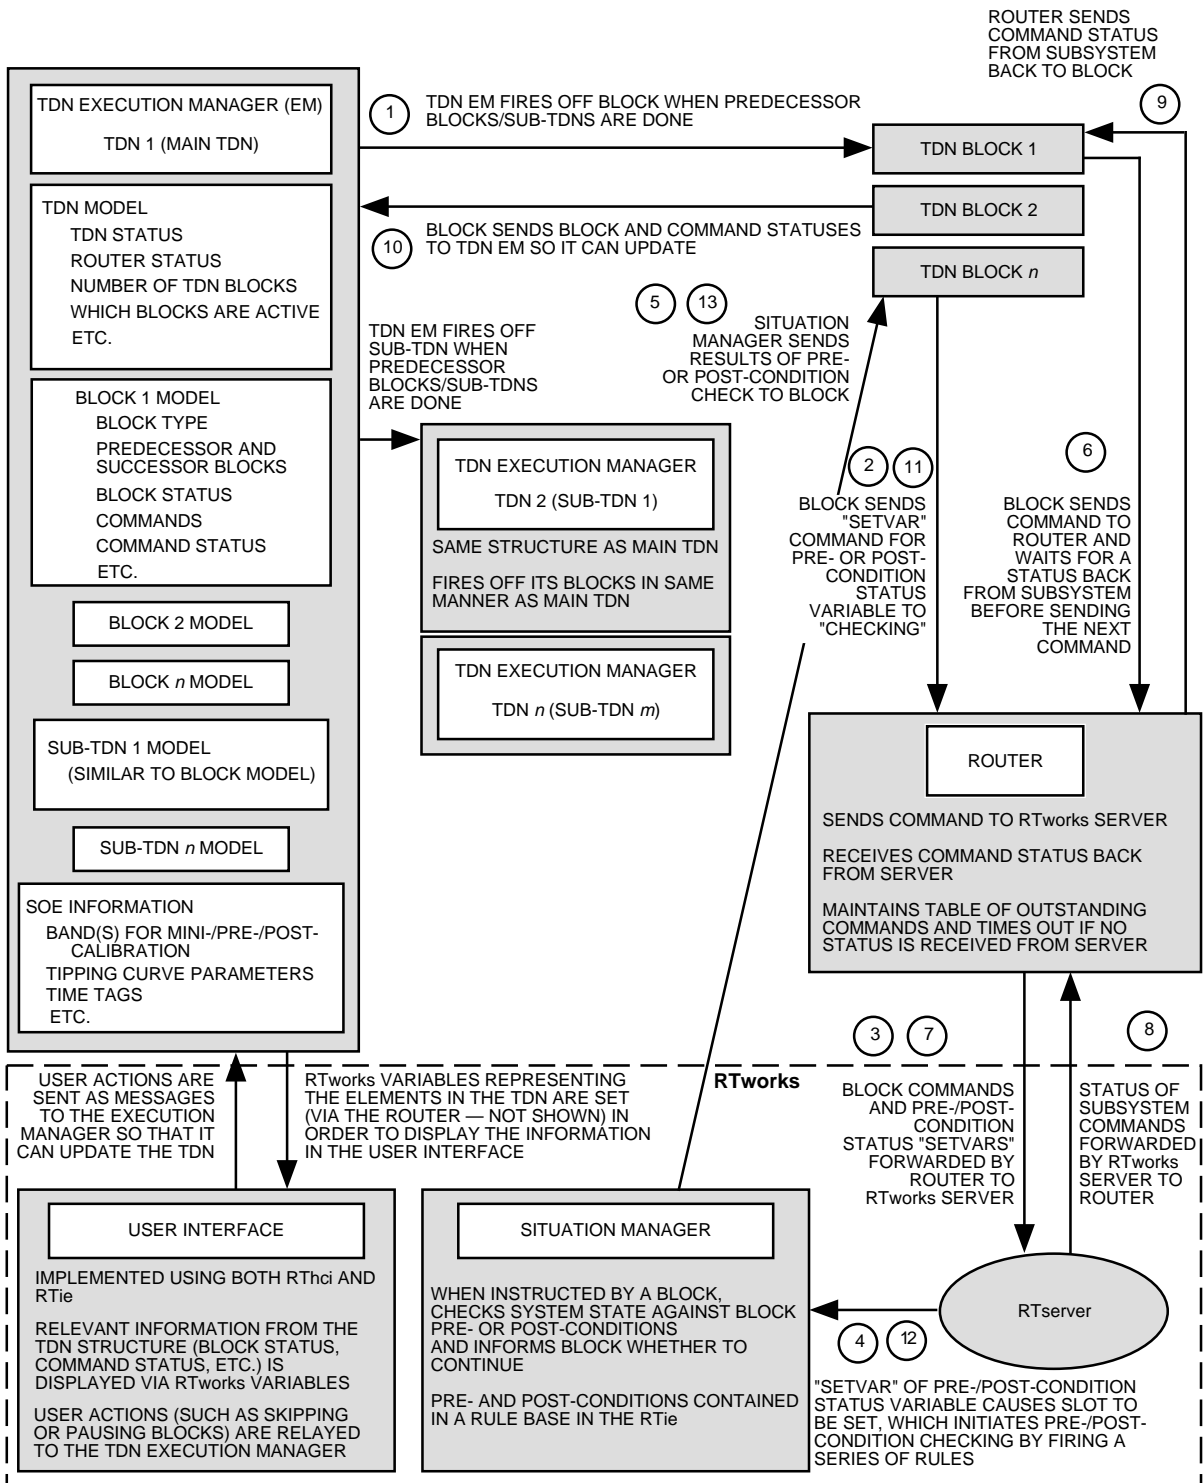 ROUTER SENDS
COMMAND STATUS
FROM SUBSYSTEM
BACK TO BLOCK
9
TDN EXECUTION MANAGER (EM)
TDN 1 (MAIN TDN)
1
TDN EM FIRES OFF BLOCK WHEN PREDECESSOR
BLOCKS/SUB-TDNS ARE DONE
TDN BLOCK 1
TDN BLOCK 2
TDN BLOCK n
TDN MODEL
TDN STATUS
ROUTER STATUS
NUMBER OF TDN BLOCKS
WHICH BLOCKS ARE ACTIVE
ETC.
10
BLOCK SENDS BLOCK AND COMMAND STATUSES
TO TDN EM SO IT CAN UPDATE
5
13
SITUATION
MANAGER SENDS
RESULTS OF PRE-
OR POST-CONDITION
CHECK TO BLOCK
TDN EM FIRES OFF
SUB-TDN WHEN
PREDECESSOR
BLOCKS/SUB-TDNS
ARE DONE
BLOCK 1 MODEL
BLOCK TYPE
PREDECESSOR AND
SUCCESSOR BLOCKS
BLOCK STATUS
COMMANDS
COMMAND STATUS
ETC.
TDN EXECUTION MANAGER
TDN 2 (SUB-TDN 1)
SAME STRUCTURE AS MAIN TDN
FIRES OFF ITS BLOCKS IN SAME
MANNER AS MAIN TDN
2
11
BLOCK SENDS
"SETVAR"
COMMAND FOR
PRE- OR POST-
CONDITION
STATUS
VARIABLE TO
"CHECKING"
6
BLOCK SENDS
COMMAND TO
ROUTER AND
WAITS FOR A
STATUS BACK
FROM SUBSYSTEM
BEFORE SENDING
THE NEXT
COMMAND
BLOCK 2 MODEL
BLOCK n MODEL
TDN EXECUTION MANAGER
TDN n (SUB-TDN m)
SUB-TDN 1 MODEL
(SIMILAR TO BLOCK MODEL)
SUB-TDN n MODEL
ROUTER
SENDS COMMAND TO RTworks SERVER
RECEIVES COMMAND STATUS BACK
FROM SERVER
MAINTAINS TABLE OF OUTSTANDING
COMMANDS AND TIMES OUT IF NO
STATUS IS RECEIVED FROM SERVER
SOE INFORMATION
BAND(S) FOR MINI-/PRE-/POST-
CALIBRATION
TIPPING CURVE PARAMETERS
TIME TAGS
ETC.
3
7
8
RTworks
USER ACTIONS ARE
SENT AS MESSAGES
TO THE EXECUTION
MANAGER SO THAT IT
CAN UPDATE THE TDN
RTworks VARIABLES REPRESENTING
THE ELEMENTS IN THE TDN ARE SET
(VIA THE ROUTER — NOT SHOWN) IN
ORDER TO DISPLAY THE INFORMATION
IN THE USER INTERFACE
BLOCK COMMANDS
AND PRE-/POST-
CONDITION
STATUS "SETVARS"
FORWARDED BY
ROUTER TO
RTworks SERVER
STATUS OF
SUBSYSTEM
COMMANDS
FORWARDED
BY RTworks
SERVER TO
ROUTER
USER INTERFACE
IMPLEMENTED USING BOTH RThci AND
RTie
RELEVANT INFORMATION FROM THE
TDN STRUCTURE (BLOCK STATUS,
COMMAND STATUS, ETC.) IS
DISPLAYED VIA RTworks VARIABLES
USER ACTIONS (SUCH AS SKIPPING
OR PAUSING BLOCKS) ARE RELAYED
TO THE TDN EXECUTION MANAGER
SITUATION MANAGER
WHEN INSTRUCTED BY A BLOCK,
CHECKS SYSTEM STATE AGAINST BLOCK
PRE- OR POST-CONDITIONS
AND INFORMS BLOCK WHETHER TO
CONTINUE
PRE- AND POST-CONDITIONS CONTAINED
IN A RULE BASE IN THE RTie
RTserver
4
12
"SETVAR" OF PRE-/POST-CONDITION
STATUS VARIABLE CAUSES SLOT TO
BE SET, WHICH INITIATES PRE-/POST-
CONDITION CHECKING BY FIRING A
SERIES OF RULES